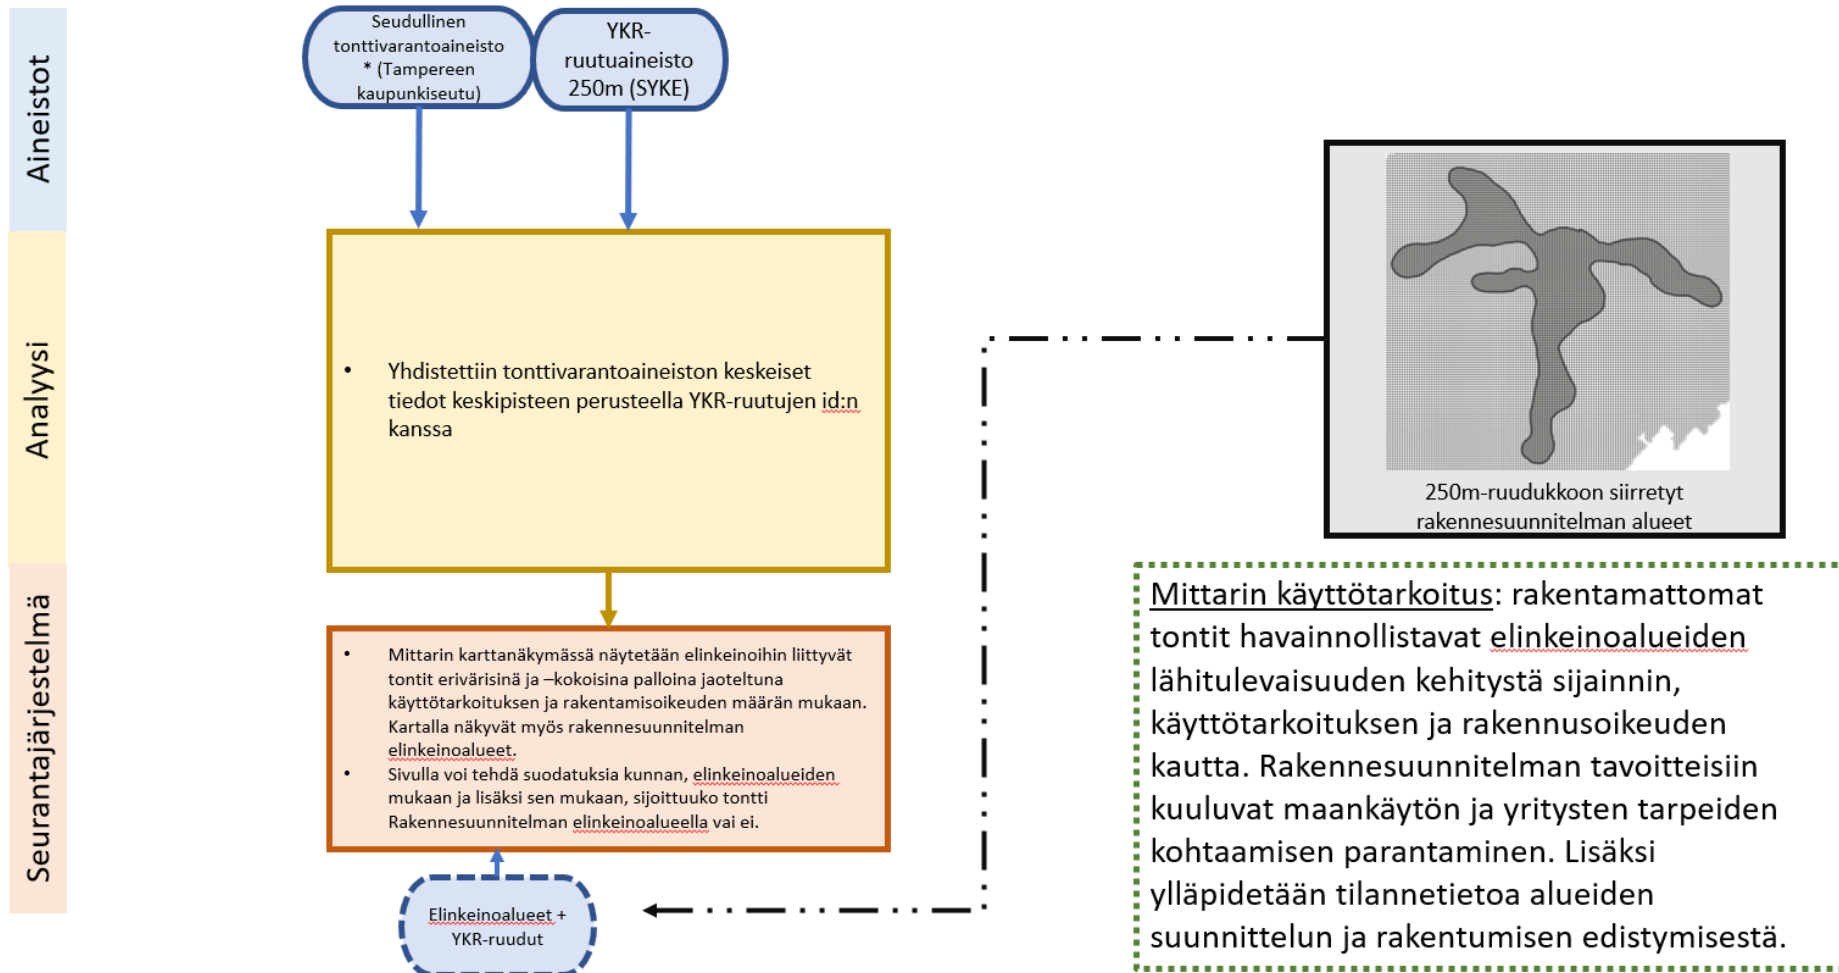 Aineistot
Seudullinen
tonttivarantoaineisto
* (Tampereen
kaupunkiseutu)
YKR-
ruutuaineisto
250m (SYKE)
Analyysi
• Yhdistettiin tonttivarantoaineiston keskeiset
tiedot keskipisteen perusteella YKR-ruutujen id:n
kanssa
250m-ruudukkoon siirretyt
rakennesuunnitelman alueet
Seurantajärjestelmä
• Mittarin karttanäkymässä näytetään elinkeinoihin liittyvät
tontit erivärisinä ja –kokoisina palloina jaoteltuna
käyttötarkoituksen ja rakentamisoikeuden määrän mukaan.
Kartalla näkyvät myös rakennesuunnitelman
elinkeinoalueet.
• Sivulla voi tehdä suodatuksia kunnan, elinkeinoalueiden
mukaan ja lisäksi sen mukaan, sijoittuuko tontti
Rakennesuunnitelman elinkeinoalueella vai ei.
Elinkeinoalueet +
YKR-ruudut
Mittarin käyttötarkoitus: rakentamattomat
tontit havainnollistavat elinkeinoalueiden
lähitulevaisuuden kehitystä sijainnin,
käyttötarkoituksen ja rakennusoikeuden
kautta. Rakennesuunnitelman tavoitteisiin
kuuluvat maankäytön ja yritysten tarpeiden
kohtaamisen parantaminen. Lisäksi
ylläpidetään tilannetietoa alueiden
suunnittelun ja rakentumisen edistymisestä.